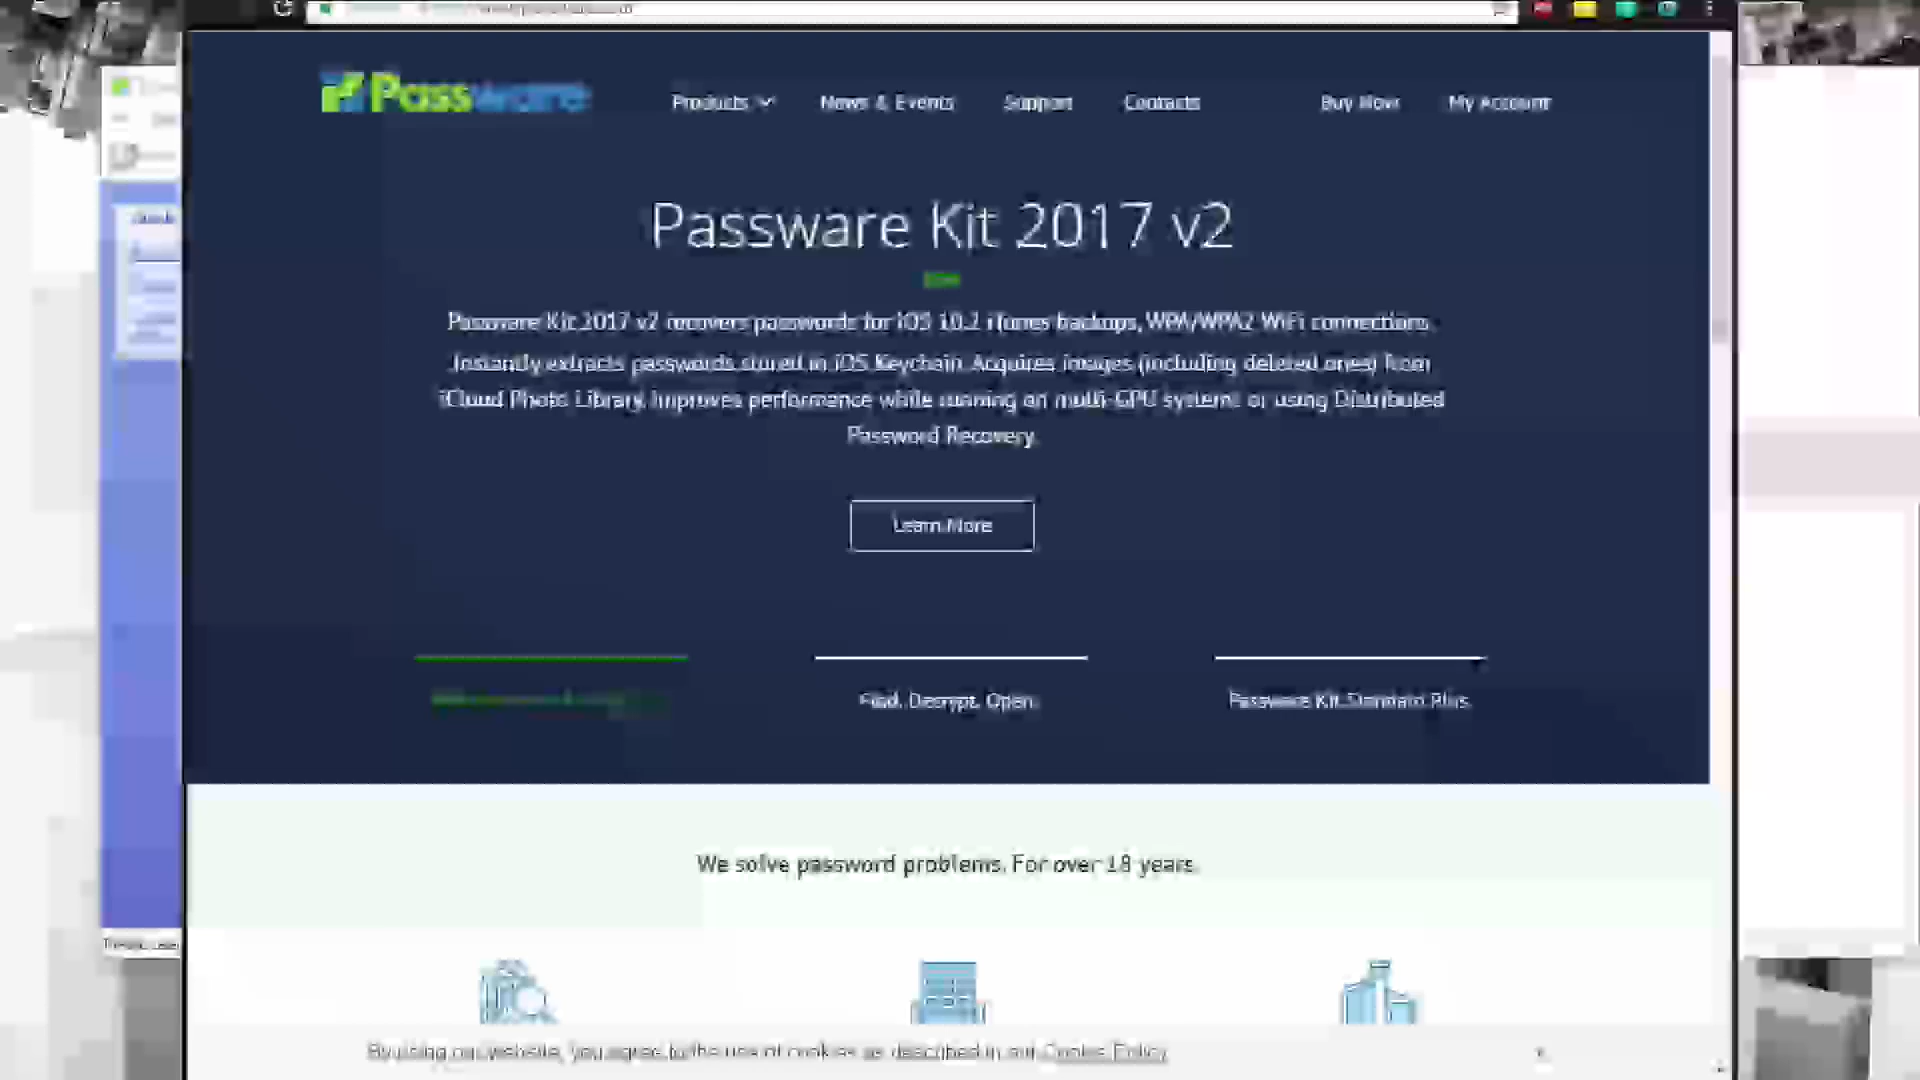 Passware
Products
News & Events
Support
Contacts
Buy Now
My Account
Passware Kit 2017 v2
Passware Kit 2017 v2 recovers passwords for iOS 10.2 iTunes backups, WPA/WPA2 WiFi connections.
Instantly extracts passwords stored in iOS Keychain. Acquires images (including deleted ones) from
iCloud Photo Library. Improves performance while running on multi-GPU systems or using Distributed
Password Recovery.
Learn More
Find. Decrypt. Open.
Passware Kit Standard Plus
We solve password problems. For over 18 years.
By using our website, you agree to the use of cookies as described in our Cookie Policy